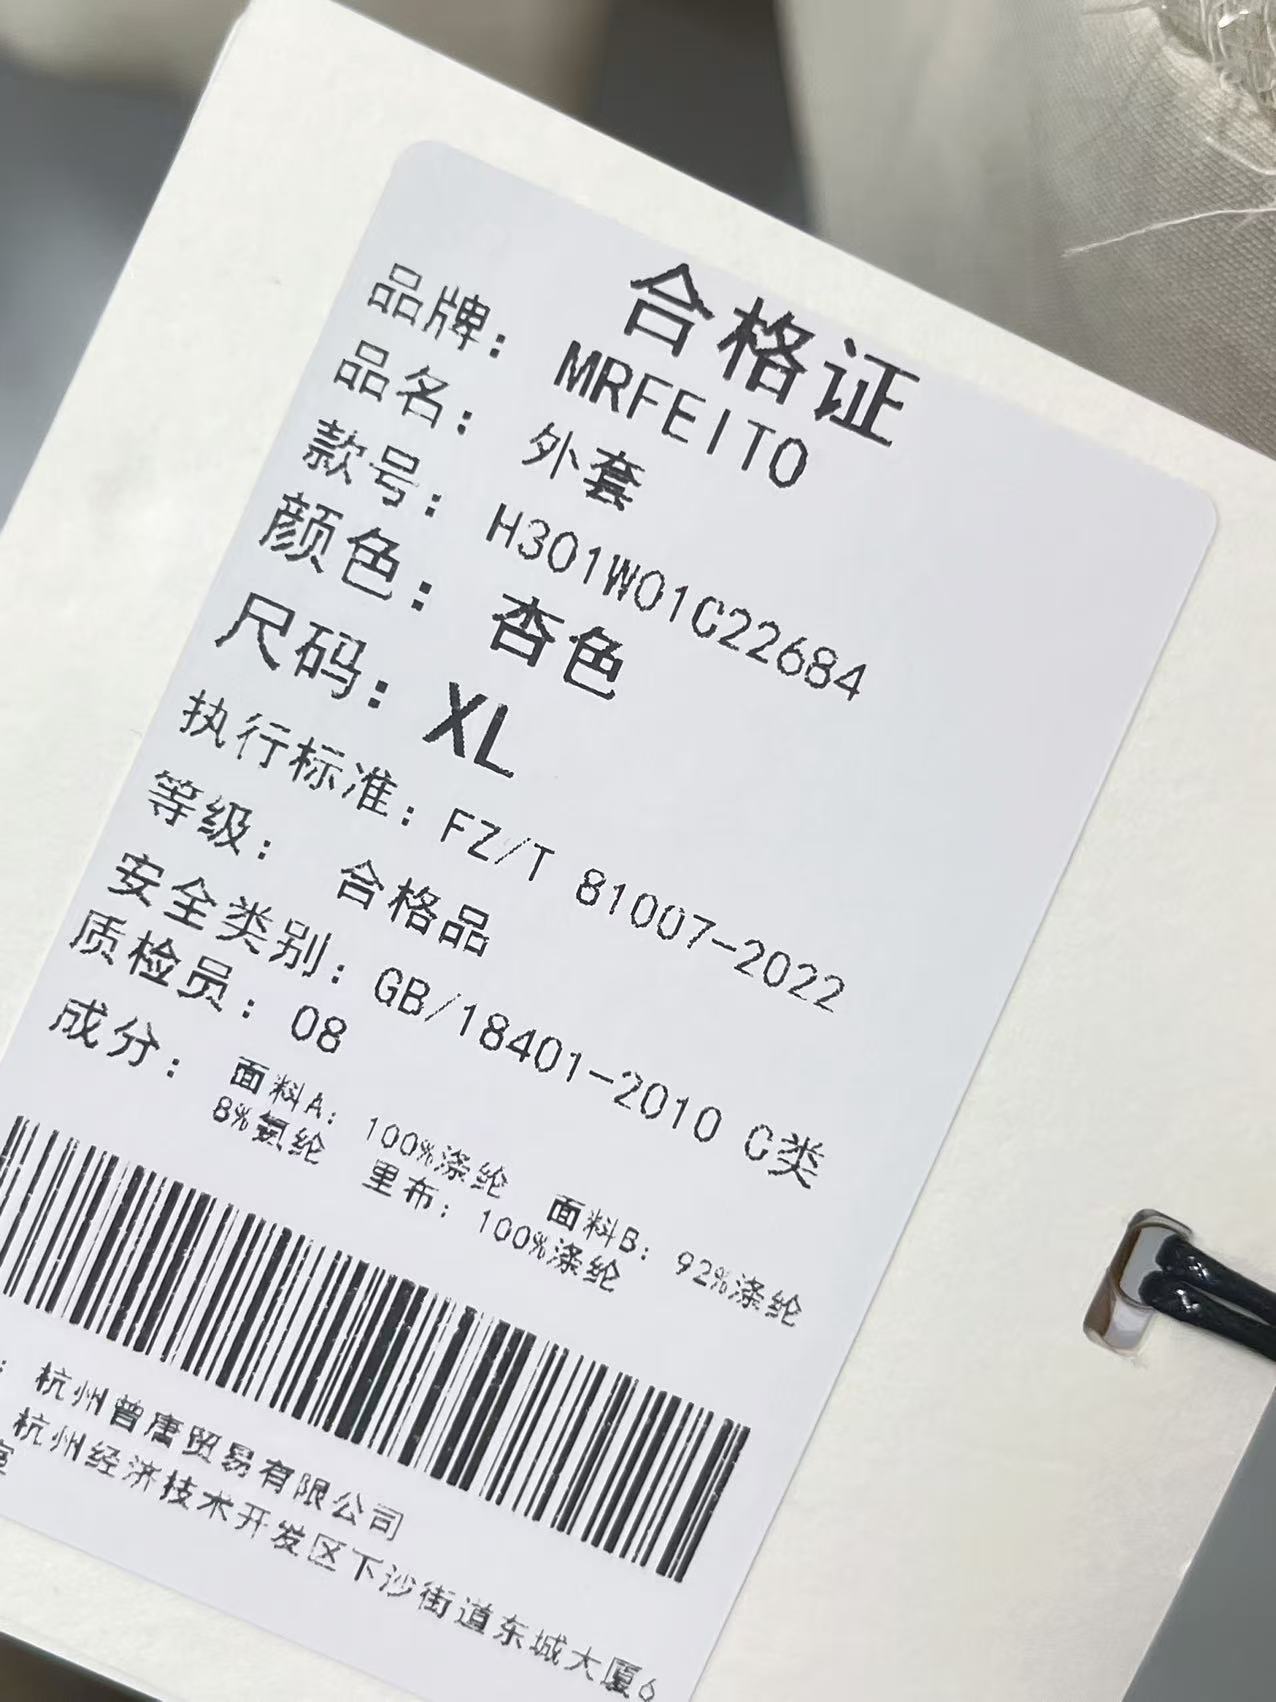 合格证
品牌： MRFEITO
品名： 外套
款号： H301W01C22684
颜色： 杏色
尺码： XL
执行标准： FZ/T 81007-2022
等级： 合格品
安全类别： GB/18401-2010 C类
质检员： 08
成分： 面料A： 100%涤纶 面料B： 92%涤纶
8%氨纶 里布： 100%涤纶
： 杭州普唐贸易有限公司
杭州经济技术开发区下沙街道东城大厦6
室